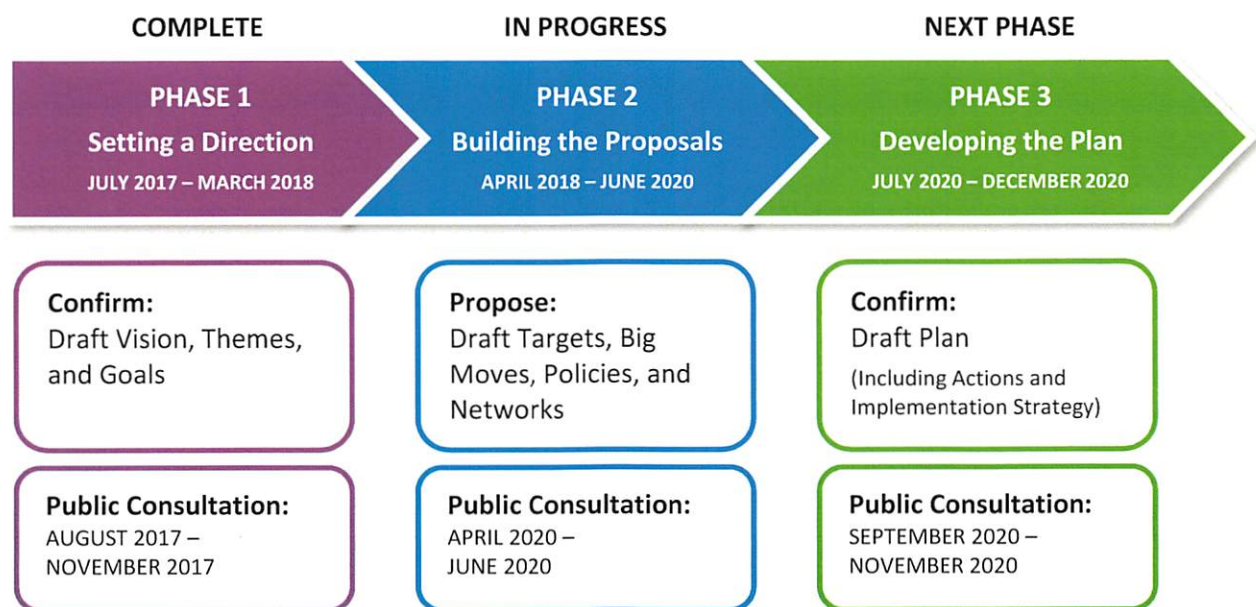 COMPLETE
IN PROGRESS
NEXT PHASE
PHASE 1
Setting a Direction
JULY 2017 – MARCH 2018
PHASE 2
Building the Proposals
APRIL 2018 – JUNE 2020
PHASE 3
Developing the Plan
JULY 2020 – DECEMBER 2020
Confirm:
Draft Vision, Themes,
and Goals
Propose:
Draft Targets, Big
Moves, Policies, and
Networks
Confirm:
Draft Plan
(Including Actions and
Implementation Strategy)
Public Consultation:
AUGUST 2017 –
NOVEMBER 2017
Public Consultation:
APRIL 2020 –
JUNE 2020
Public Consultation:
SEPTEMBER 2020 –
NOVEMBER 2020